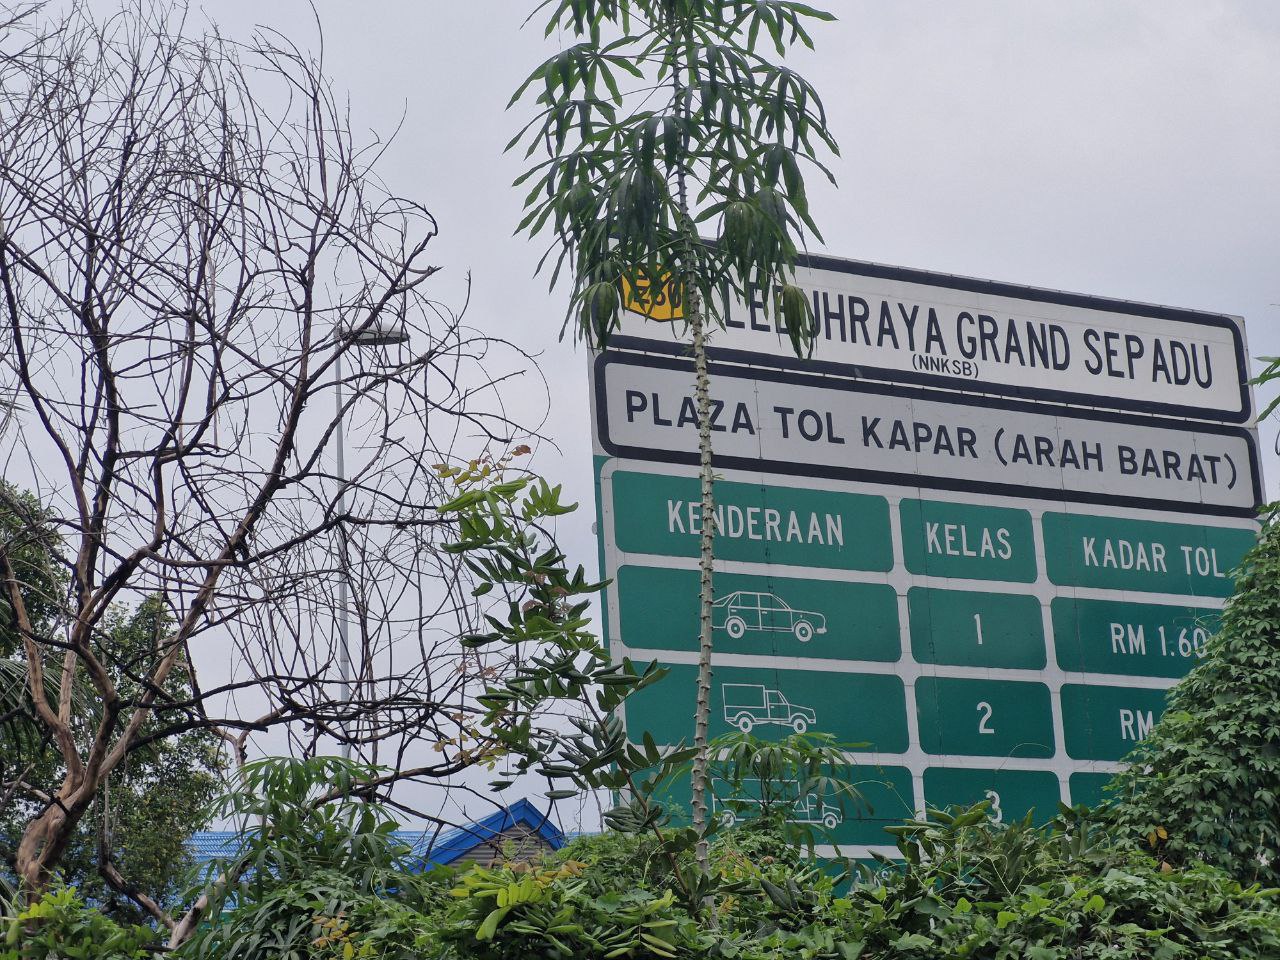 E30
LEBUHRAYA GRAND SEPADU
(NNKSB)
PLAZA TOL KAPAR (ARAH BARAT)
KENDERAAN KELAS KADAR TOL
1 RM 1.60
2 RM
3